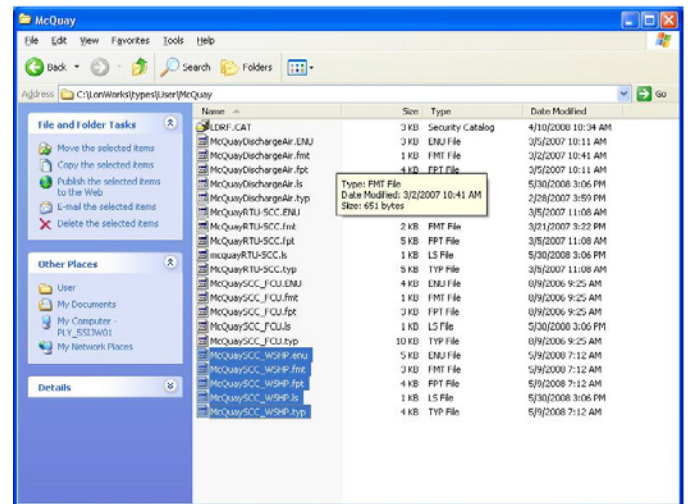 McQuay
File Edit View Favorites Tools Help
Back Search Folders
Address C:\LonWorks\types\User\McQuay Go
File and Folder Tasks
Move the selected items
Copy the selected items
Publish the selected items
to the Web
E-mail the selected items
Delete the selected items
Other Places
User
My Documents
My Computer -
My Network Places
Details
Name Size Type Date Modified
LDRF.CAT 3 KB Security Catalog 4/10/2008 10:34 AM
McQuayDischargeAir.ENU 3 KB ENU File 3/5/2007 10:11 AM
McQuayDischargeAir.fmt 1 KB FMT File 3/2/2007 10:41 AM
McQuayDischargeAir.fpt 4 KB FPT File 3/5/2007 10:11 AM
McQuayDischargeAir.ls 5/30/2008 3:06 PM
McQuayDischargeAir.typ 2/28/2007 3:59 PM
McQuayRTU-SCC.ENU 3/5/2007 11:08 AM
McQuayRTU-SCC.fmt 2 KB FMT File 3/21/2007 3:22 PM
McQuayRTU-SCC.fpt 5 KB FPT File 3/5/2007 11:08 AM
mcquayRTU-SCC.ls 1 KB LS File 5/30/2008 3:06 PM
McQuayRTU-SCC.typ 5 KB TYP File 3/5/2007 11:08 AM
McQuaySCC_FCU.ENU 4 KB ENU File 8/9/2006 9:25 AM
McQuaySCC_FCU.fmt 1 KB FMT File 8/9/2006 9:25 AM
McQuaySCC_FCU.fpt 3 KB FPT File 8/9/2006 9:25 AM
McQuaySCC_FCU.ls 1 KB LS File 5/30/2008 3:06 PM
McQuaySCC_FCU.typ 10 KB TYP File 8/9/2006 9:25 AM
McQuaySCC_WSHP.enu 5 KB ENU File 5/9/2008 7:12 AM
McQuaySCC_WSHP.fmt 3 KB FMT File 5/9/2008 7:12 AM
McQuaySCC_WSHP.fpt 4 KB FPT File 5/9/2008 7:12 AM
McQuaySCC_WSHP.ls 1 KB LS File 5/30/2008 3:06 PM
McQuaySCC_WSHP.typ 4 KB TYP File 5/9/2008 7:12 AM
Type: FMT File
Date Modified: 3/2/2007 10:41 AM
Size: 651 bytes